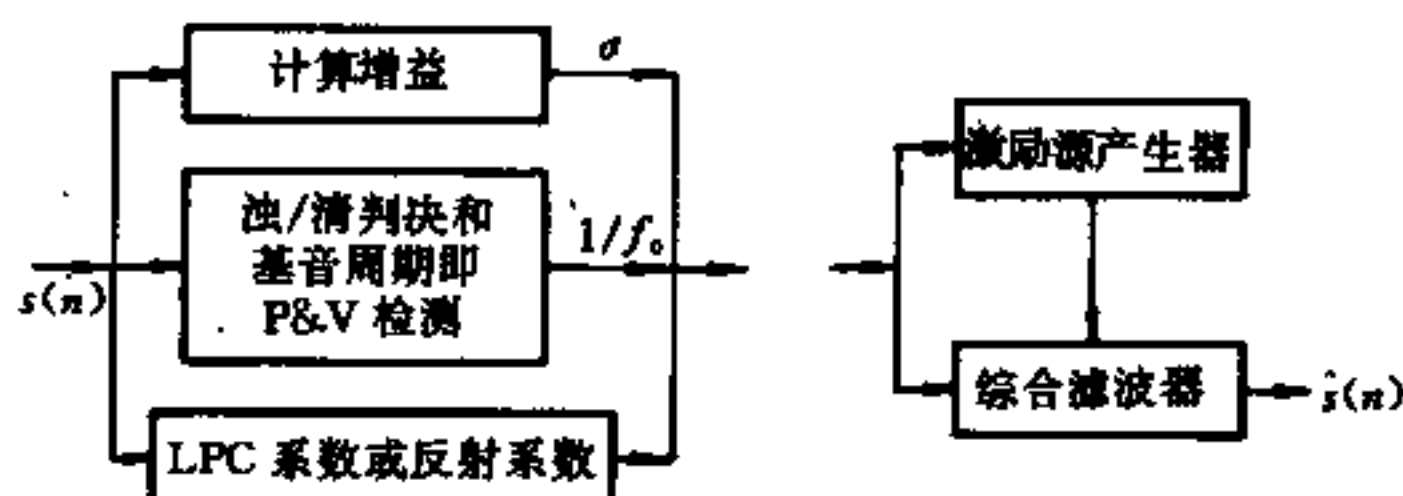 计算增益
σ
浊/清判决和
基音周期即
P&V 检测
1/f₀
s(n)
LPC 系数或反射系数
激励源产生器
综合滤波器
ŝ(n)